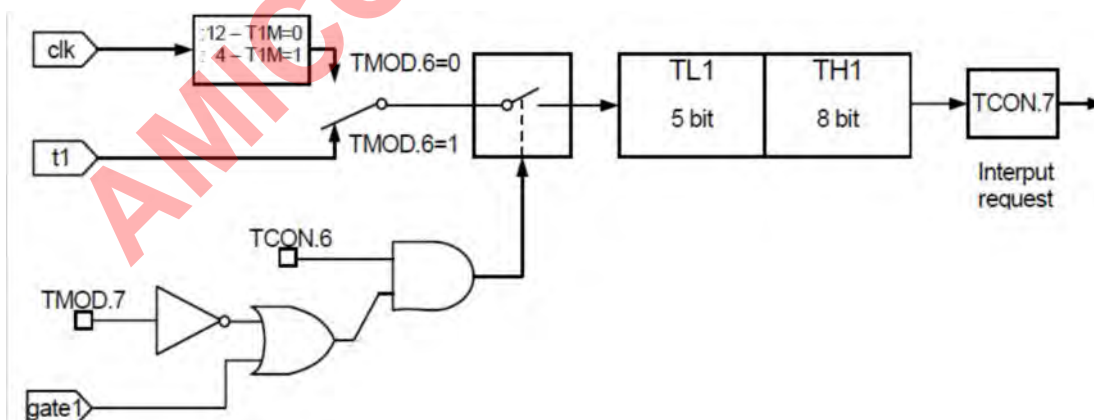 :12 – T1M=0
: 4 – T1M=1
clk
TMOD.6=0
TL1
TH1
5 bit
8 bit
TCON.7
TMOD.6=1
t1
Interput
request
TCON.6
TMOD.7
gate1
AMICC